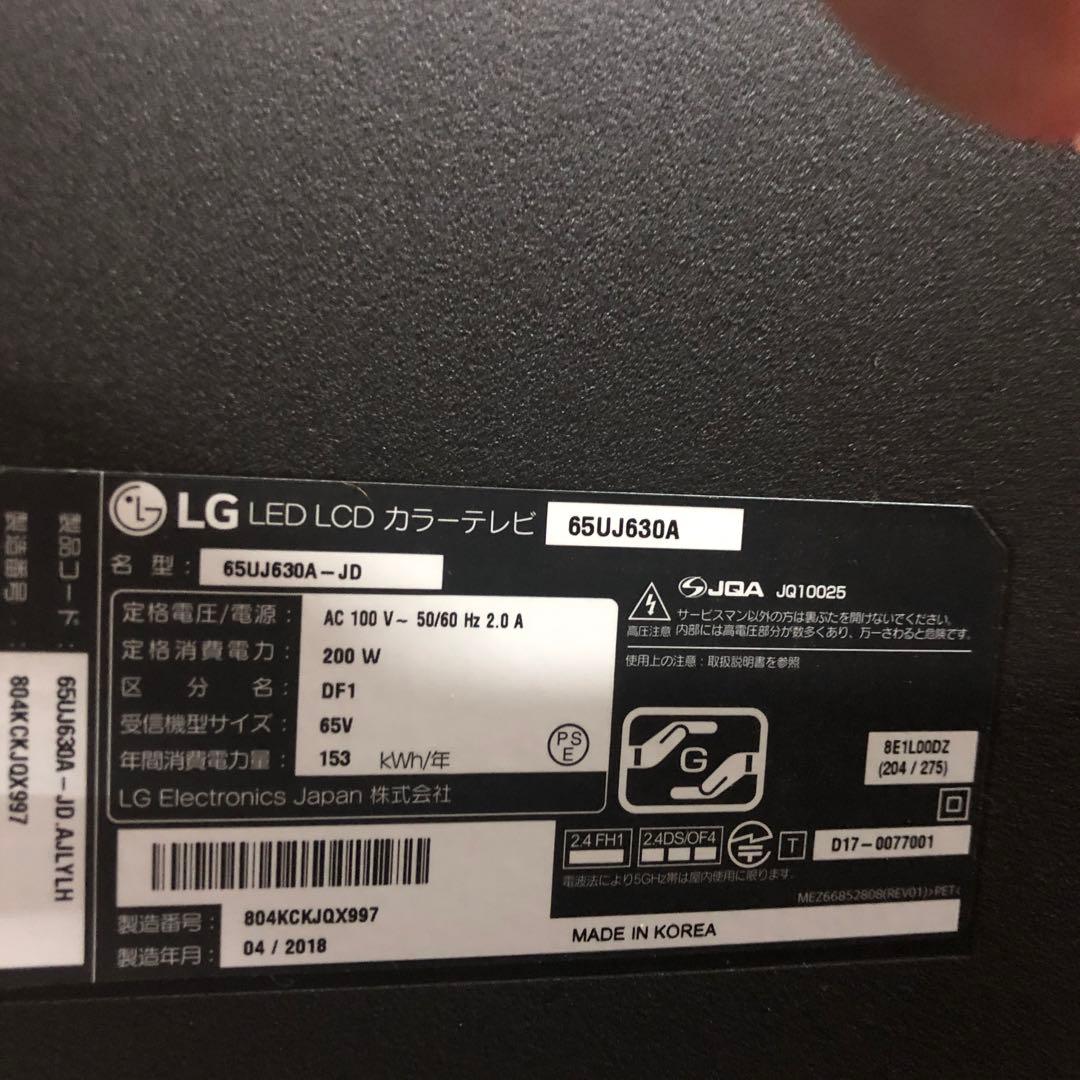 LG LED LCD カラーテレビ 65UJ630A
名 型: 65UJ630A-JD
定格電圧/電源: AC 100 V~ 50/60 Hz 2.0 A
定格消費電力: 200 W
区 分 名: DF1
受信機型サイズ: 65V
年間消費電力量: 153 kWh/年
PS
E
LG Electronics Japan 株式会社
JQA JQ10025
高圧注意
サービスマン以外の方は裏ぶたを開けないでください。
内部には高電圧部分が数多くあり、万一さわると危険です。
使用上の注意:取扱説明書を参照
G
8E1L00DZ
(204 / 275)
2.4 FH1 2.4DS/OF4 T D17-0077001
電波法により5GHz帯は屋内使用に限ります。
MEZ66852808(REV01)>PET<
製造番号: 804KCKJQX997
製造年月: 04 / 2018
MADE IN KOREA
製品コード: 65UJ630A-JD.AJLYLH
製造番号: 804KCKJQX997